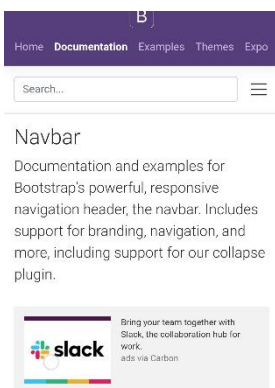 B
Home Documentation Examples Themes Expo
Search...
Navbar
Documentation and examples for
Bootstrap's powerful, responsive
navigation header, the navbar. Includes
support for branding, navigation, and
more, including support for our collapse
plugin.
slack
Bring your team together with
Slack, the collaboration hub for
work.
ads via Carbon